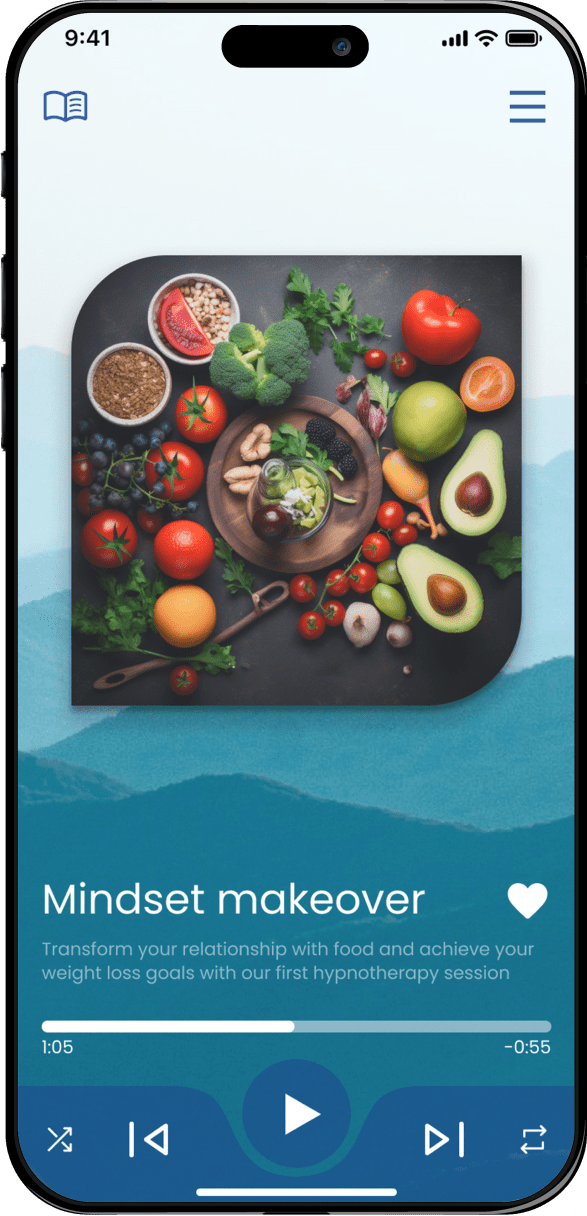 9:41
Mindset makeover
Transform your relationship with food and achieve your
weight loss goals with our first hypnotherapy session
1:05
-0:55